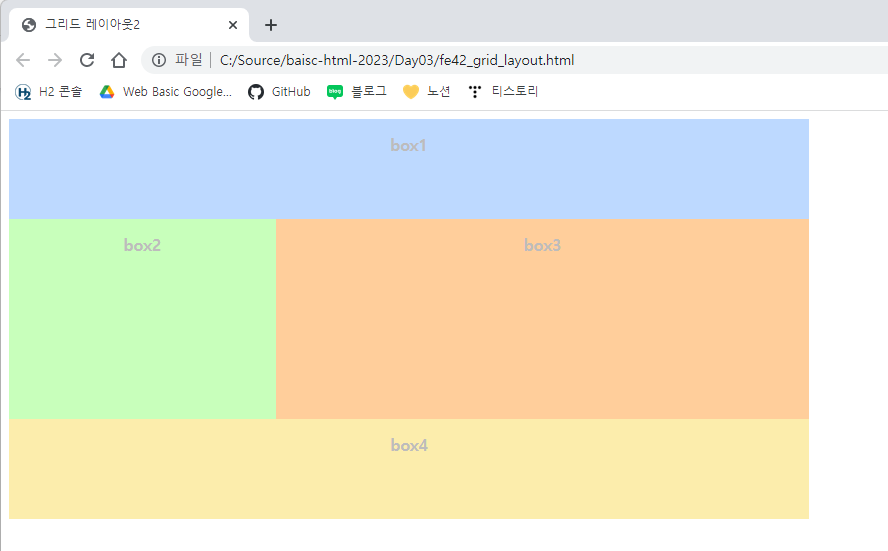 그리드 레이아웃2
파일 C:/Source/baisc-html-2023/Day03/fe42_grid_layout.html
H2 H2 콘솔 Web Basic Google... GitHub blog 블로그 노션 티스토리
box1
box2 box3
box4